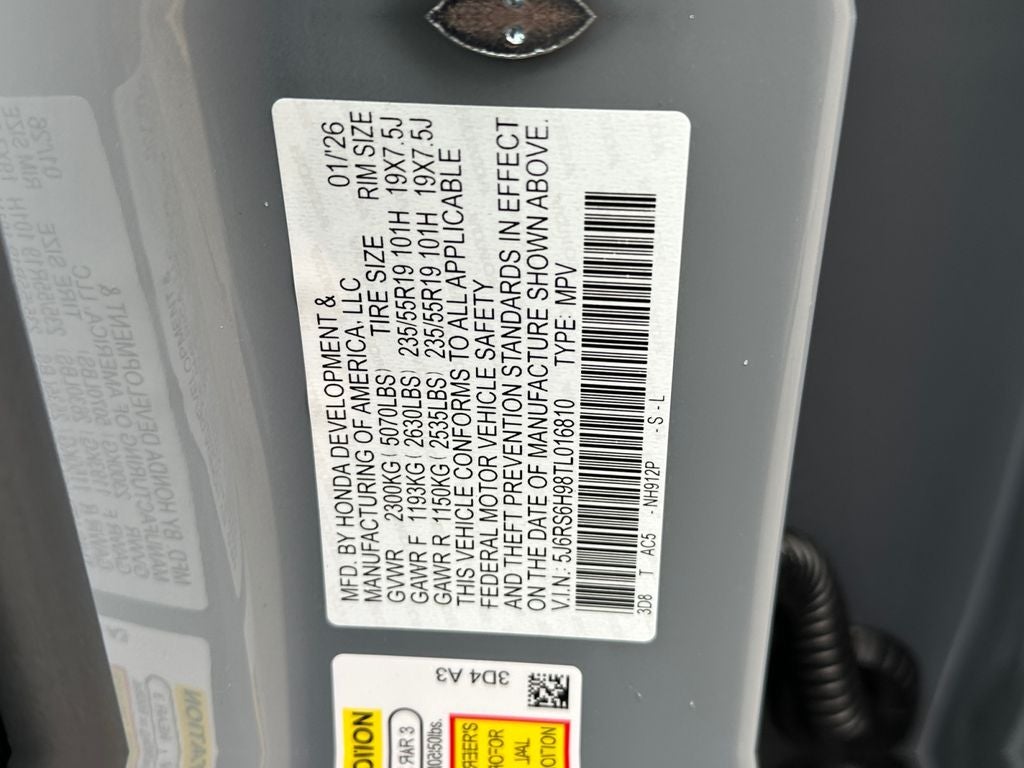 MFD. BY HONDA DEVELOPMENT &
MANUFACTURING OF AMERICA, LLC 01/'26
GVWR 2300KG ( 5070LBS) TIRE SIZE RIM SIZE
GAWR F 1193KG ( 2630LBS) 235/55R19 101H 19X7.5J
GAWR R 1150KG ( 2535LBS) 235/55R19 101H 19X7.5J
THIS VEHICLE CONFORMS TO ALL APPLICABLE
FEDERAL MOTOR VEHICLE SAFETY
AND THEFT PREVENTION STANDARDS IN EFFECT
ON THE DATE OF MANUFACTURE SHOWN ABOVE.
V.I.N.: 5J6RS6H98TL016810 TYPE: MPV
3D8 T AC5 NH912P - S - L
3D4 A3